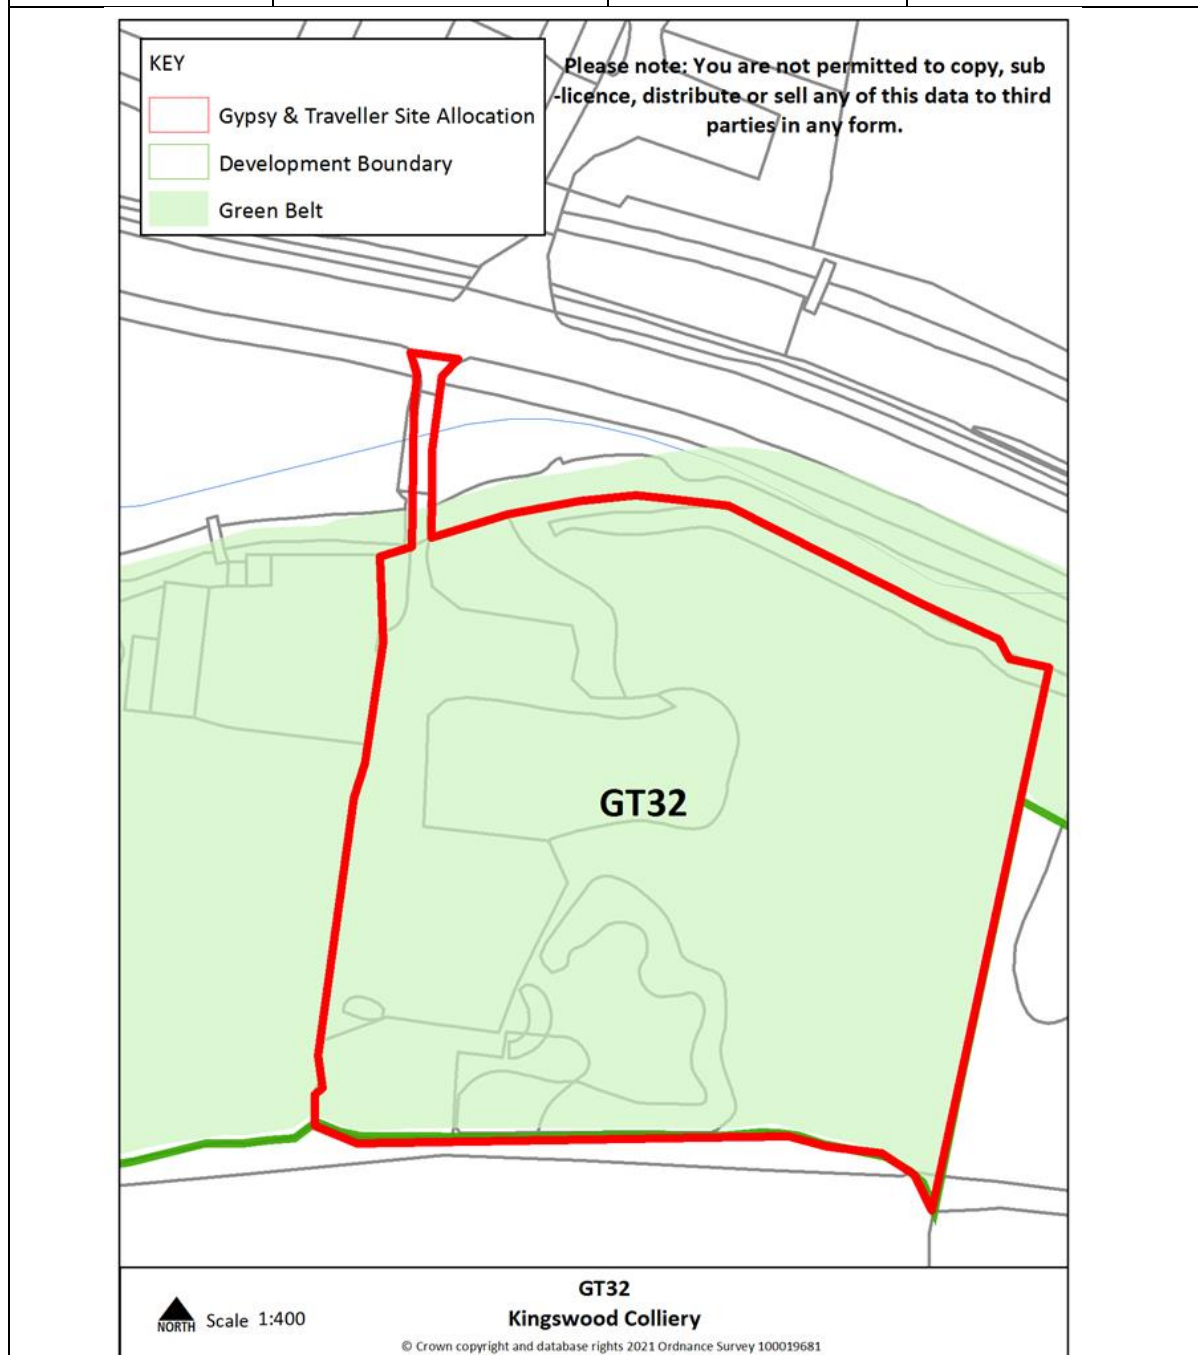 KEY
Gypsy & Traveller Site Allocation
Development Boundary
Green Belt
Please note: You are not permitted to copy, sub
-licence, distribute or sell any of this data to third
parties in any form.
GT32
GT32
Kingswood Colliery
NORTH
Scale 1:400
© Crown copyright and database rights 2021 Ordnance Survey 100019681